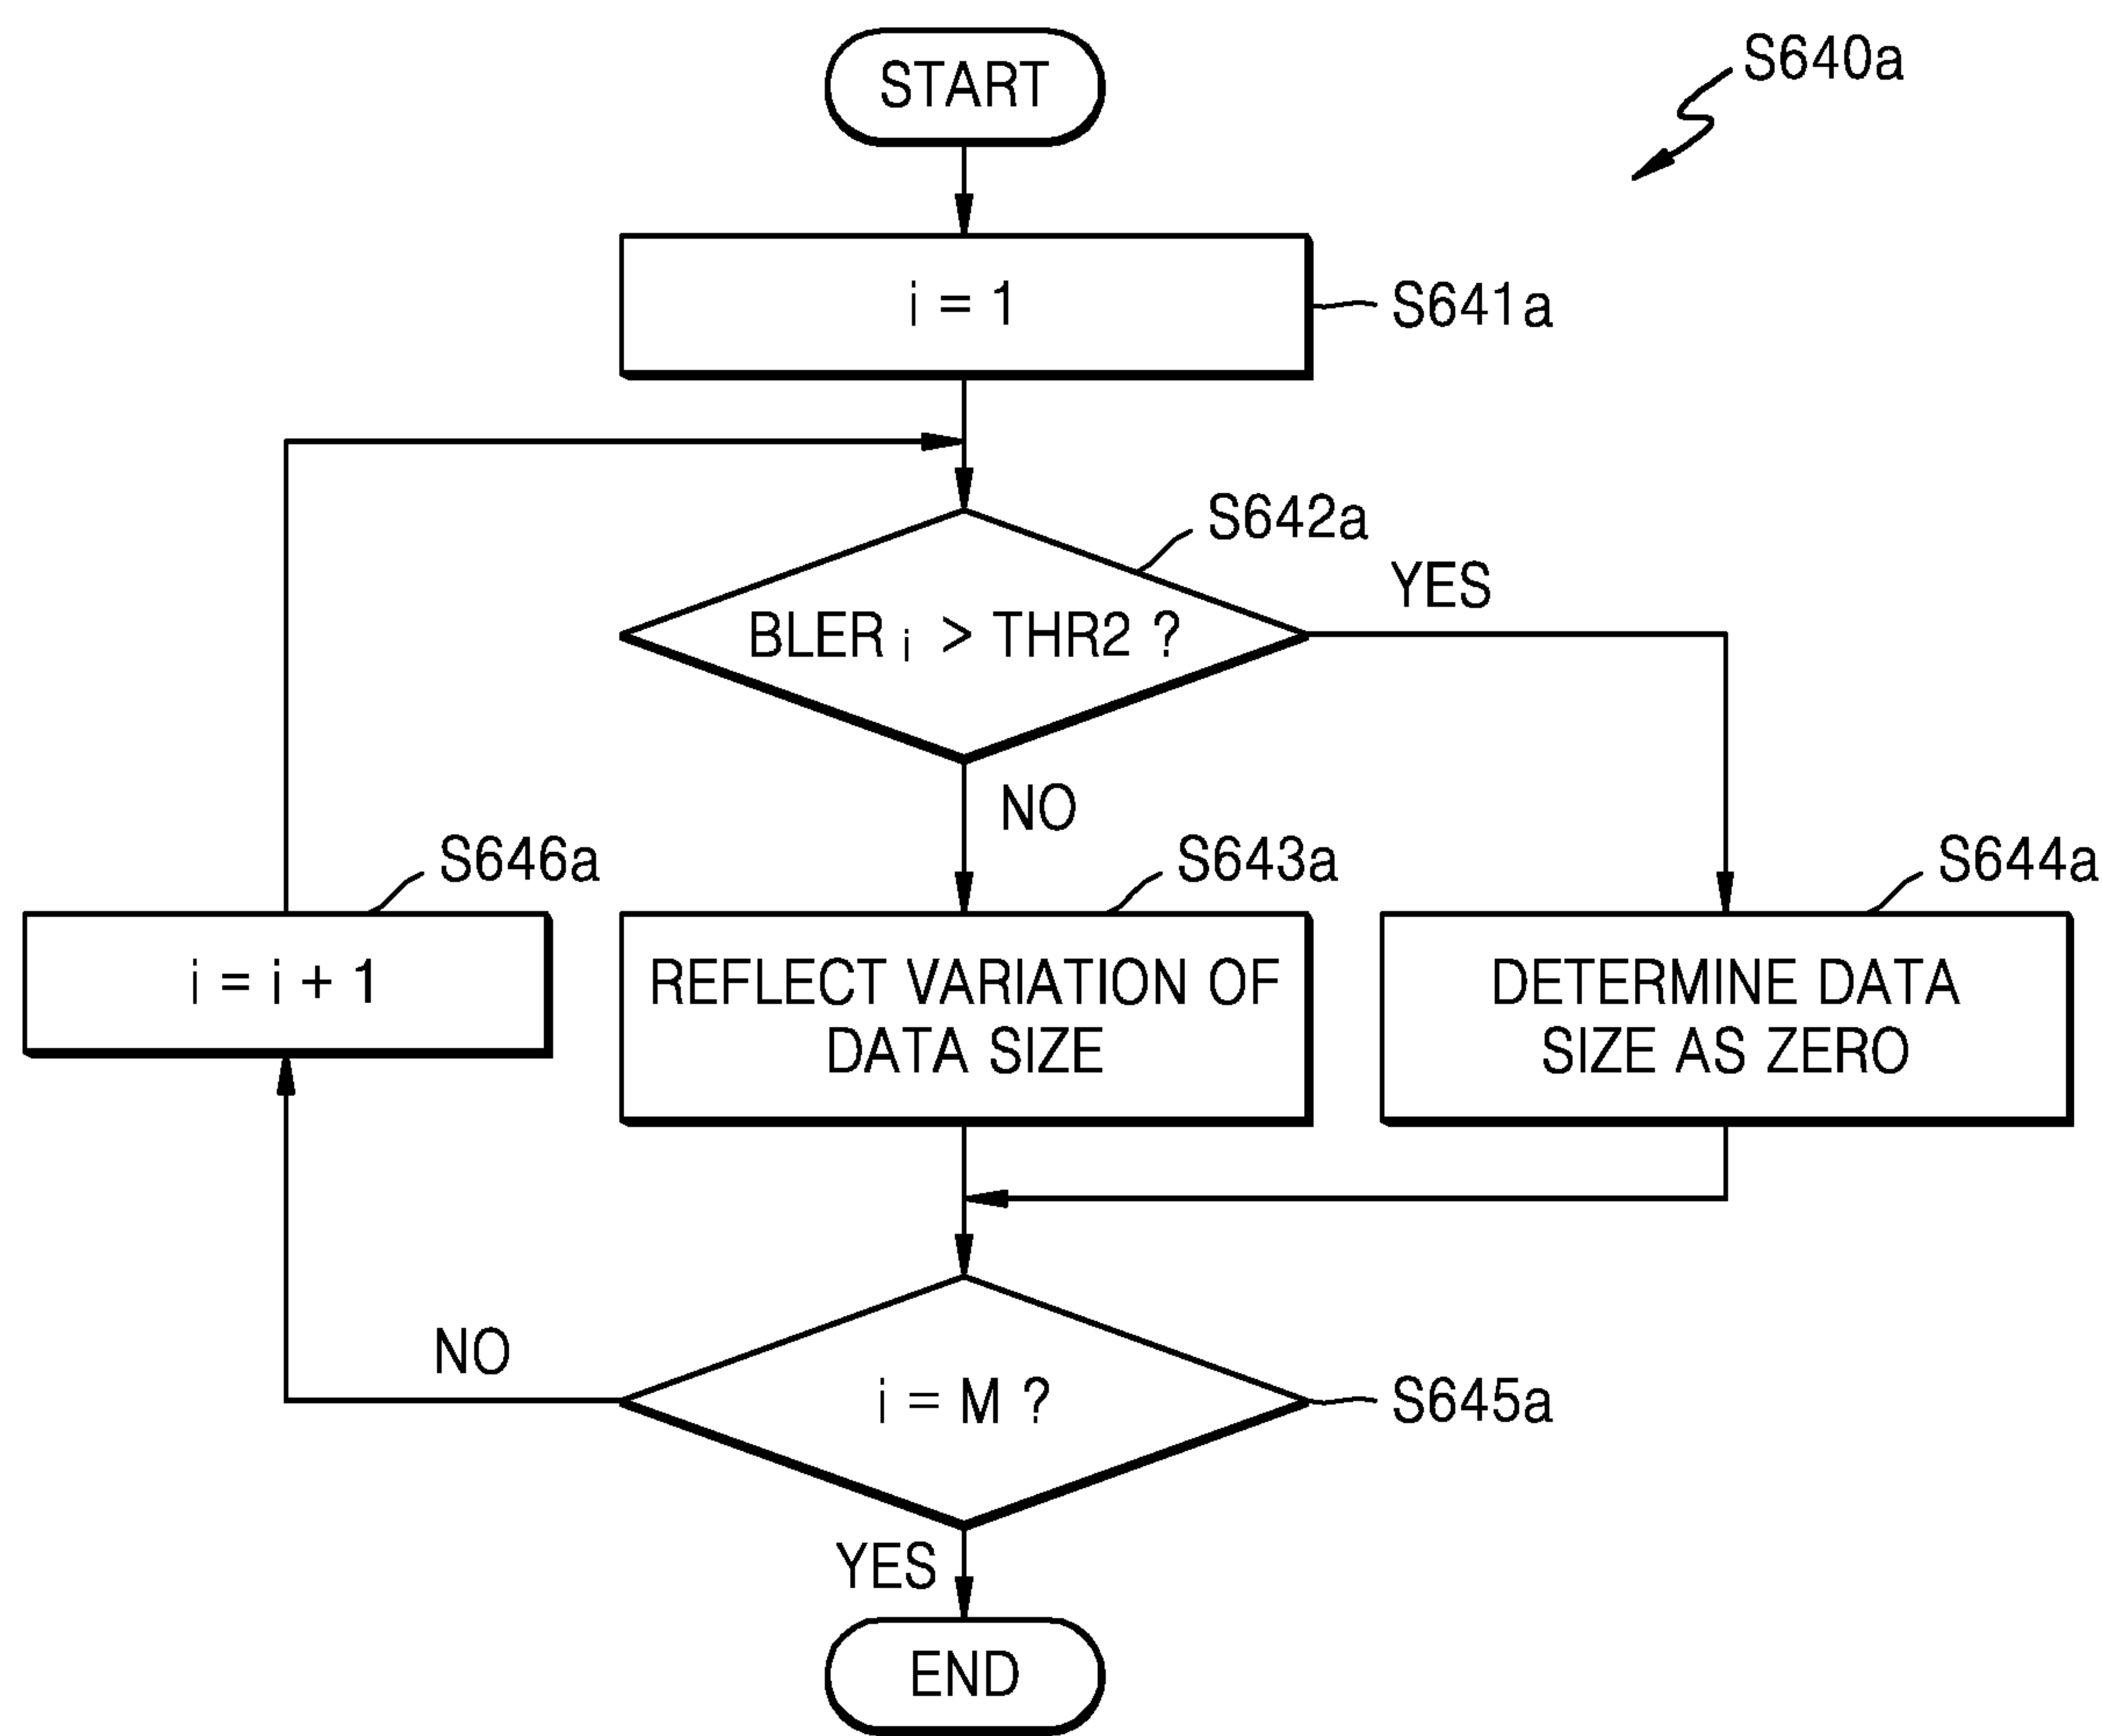 START
S640a
i = 1
S641a
S642a
BLER i > THR2 ?
YES
NO
S646a
S643a
S644a
i = i + 1
REFLECT VARIATION OF
DATA SIZE
DETERMINE DATA
SIZE AS ZERO
NO
i = M ?
S645a
YES
END